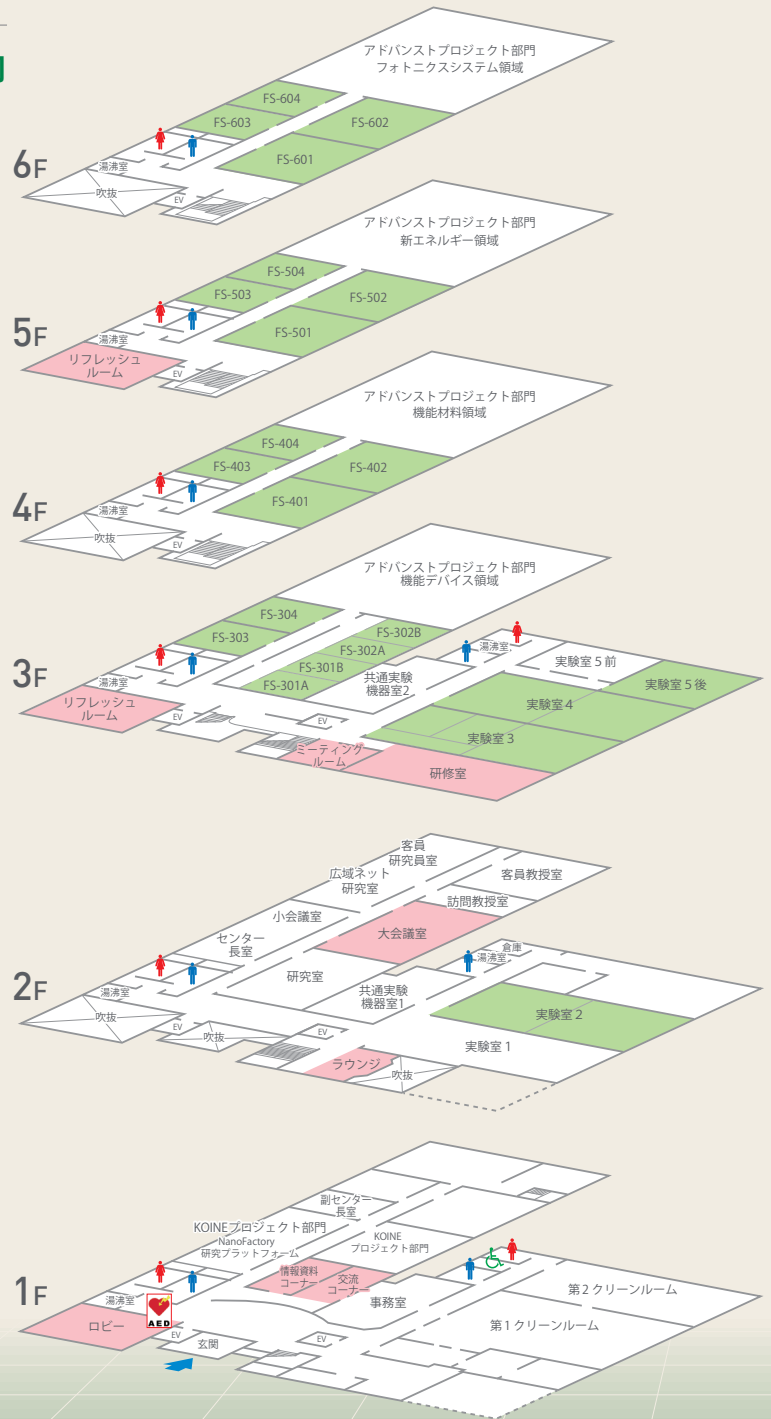 アドバンストプロジェクト部門
フォトニクスシステム領域
FS-604
FS-603
FS-602
FS-601
6F
湯沸室
吹抜
EV
アドバンストプロジェクト部門
新エネルギー領域
FS-504
FS-503
FS-502
FS-501
5F
湯沸室
リフレッシュ
ルーム
EV
アドバンストプロジェクト部門
機能材料領域
FS-404
FS-403
FS-402
FS-401
4F
湯沸室
吹抜
EV
アドバンストプロジェクト部門
機能デバイス領域
FS-304
FS-303
FS-302B
FS-302A
FS-301B
FS-301A
3F
湯沸室
リフレッシュ
ルーム
EV
共通実験
機器室2
EV
湯沸室
実験室5前
実験室5後
実験室4
実験室3
ミーティング
ルーム
研修室
客員
研究員室
広域ネット
研究室
客員教授室
訪問教授室
小会議室
大会議室
センター
長室
研究室
2F
湯沸室
吹抜
EV
吹抜
共通実験
機器室1
EV
倉庫
湯沸室
実験室2
実験室1
ラウンジ
吹抜
副センター
長室
KOINEプロジェクト部門
NanoFactory
研究プラットフォーム
KOINE
プロジェクト部門
情報資料
コーナー
交流
コーナー
1F
湯沸室
ロビー
AED
EV
玄関
事務室
EV
第2クリーンルーム
第1クリーンルーム